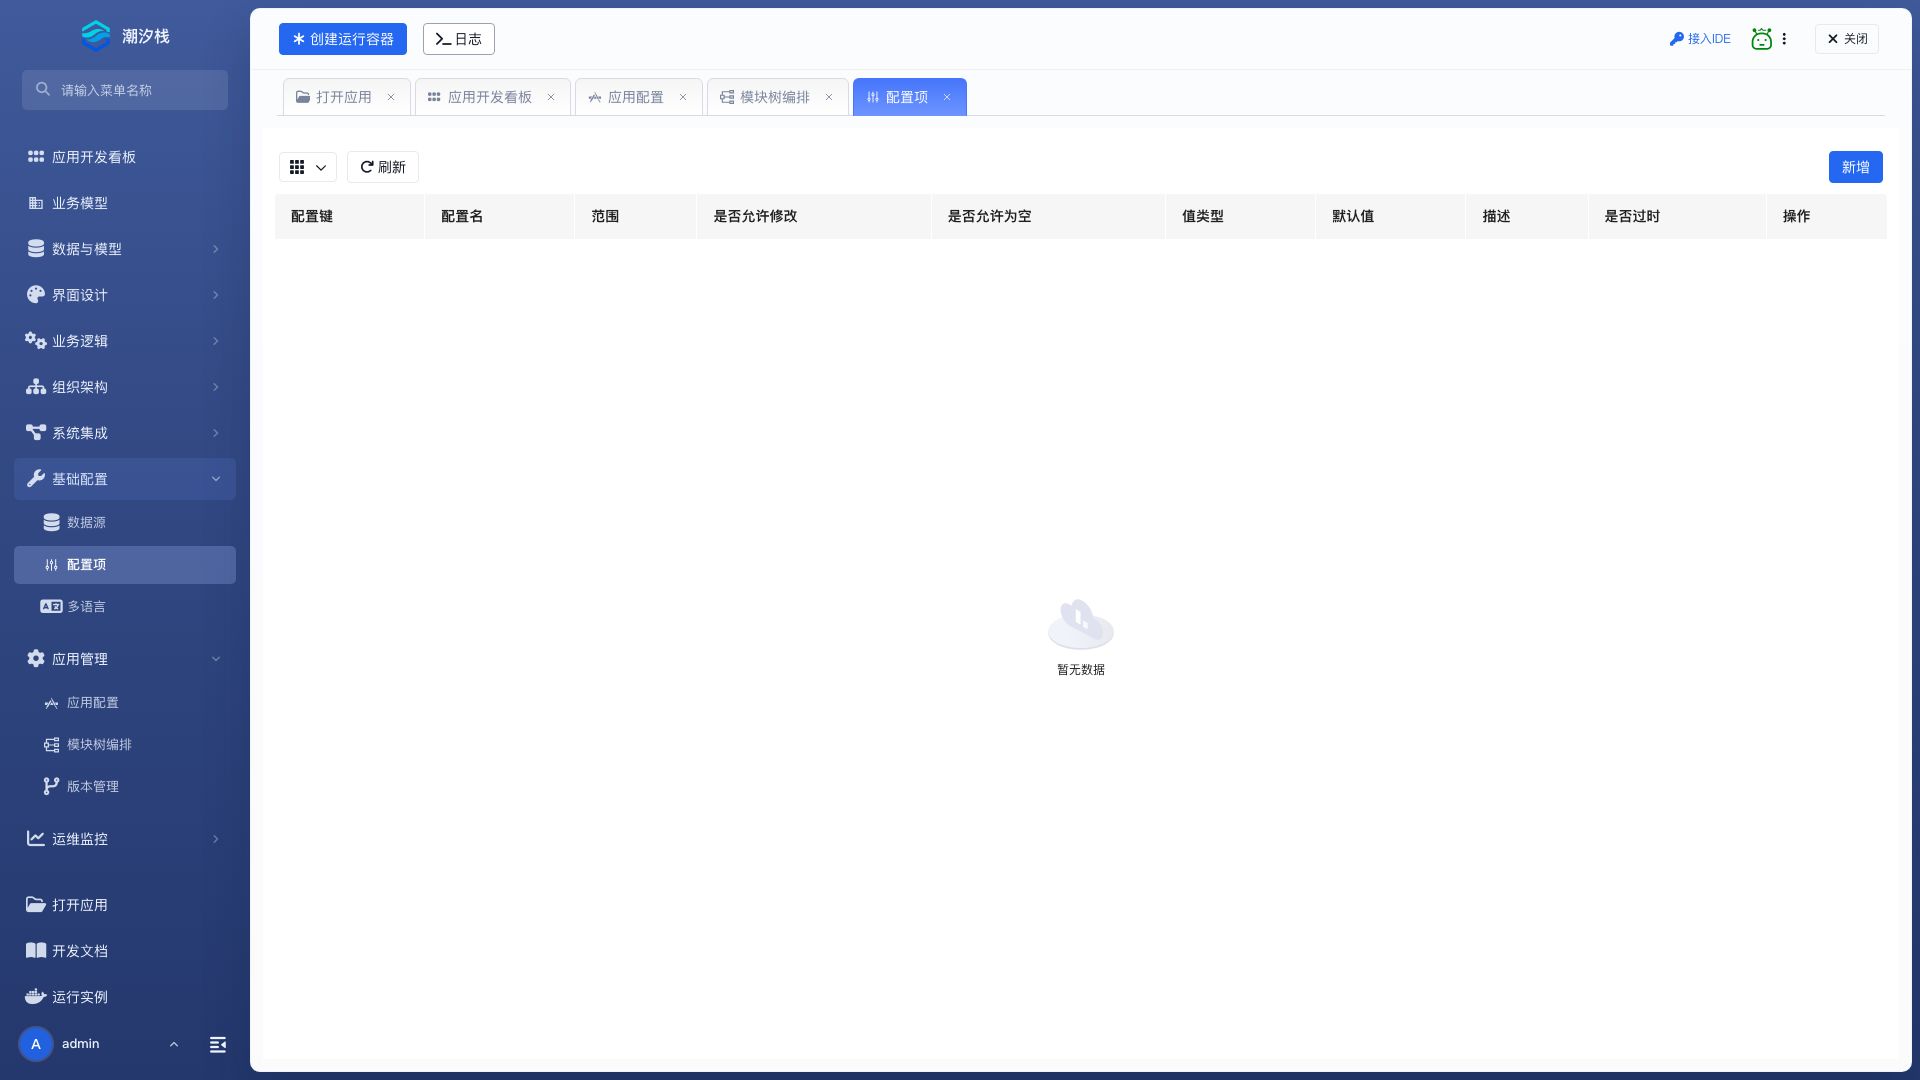 潮汐栈
请输入菜单名称
应用开发看板
业务模型
数据与模型
界面设计
业务逻辑
组织架构
系统集成
基础配置
数据源
配置项
多语言
应用管理
应用配置
模块树编排
版本管理
运维监控
打开应用
开发文档
运行实例
A admin
创建运行容器 日志 接入IDE 关闭
打开应用 应用开发看板 应用配置 模块树编排 配置项
刷新 新增
配置键 配置名 范围 是否允许修改 是否允许为空 值类型 默认值 描述 是否过时 操作
暂无数据